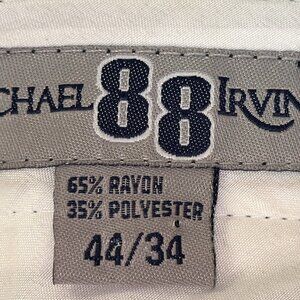 CHAEL 88 IRVIN
65% RAYON
35% POLYESTER
44/34